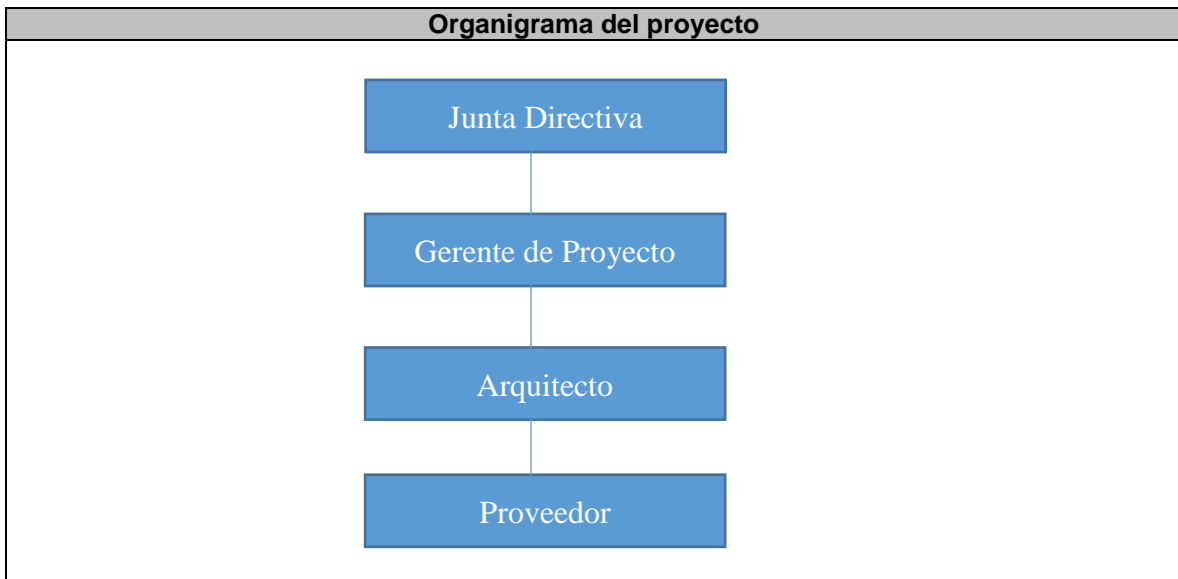 Organigrama del proyecto
Junta Directiva
Gerente de Proyecto
Arquitecto
Proveedor